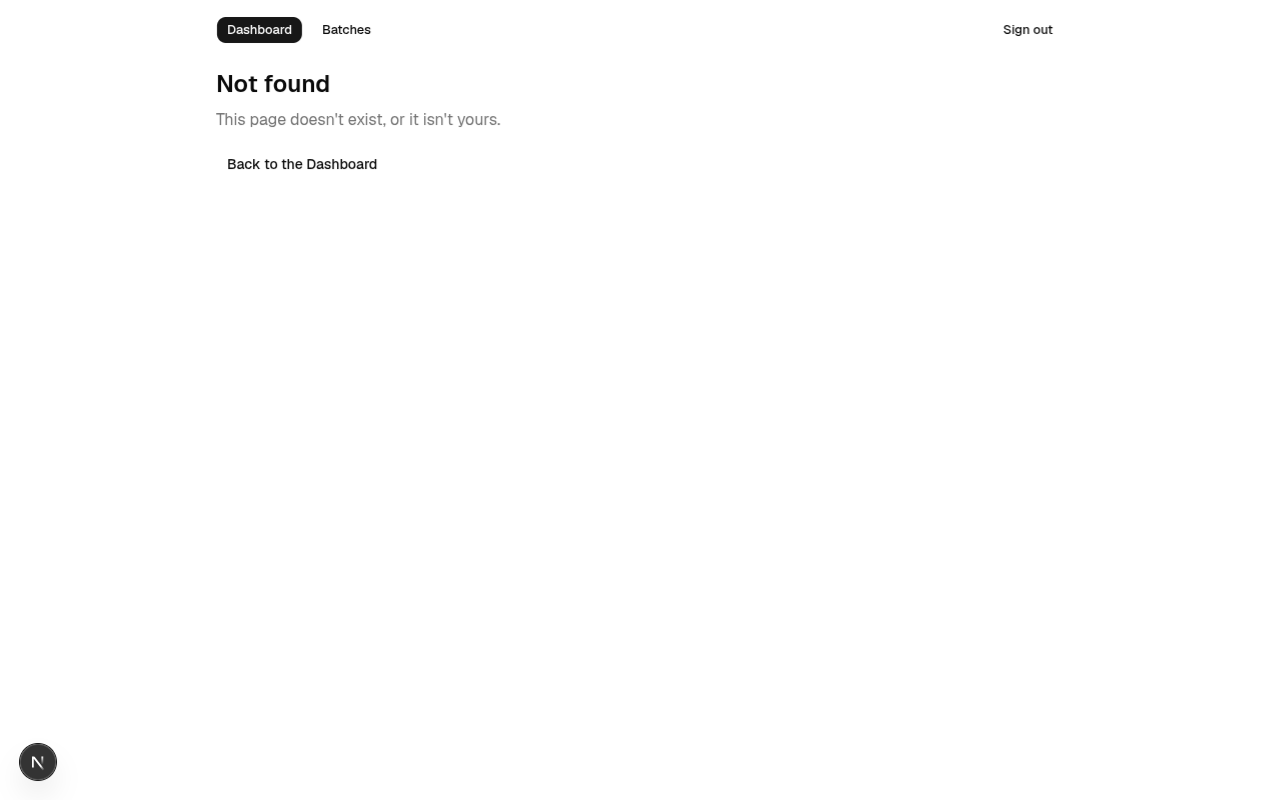 Dashboard Batches Sign out
Not found
This page doesn't exist, or it isn't yours.
Back to the Dashboard
N